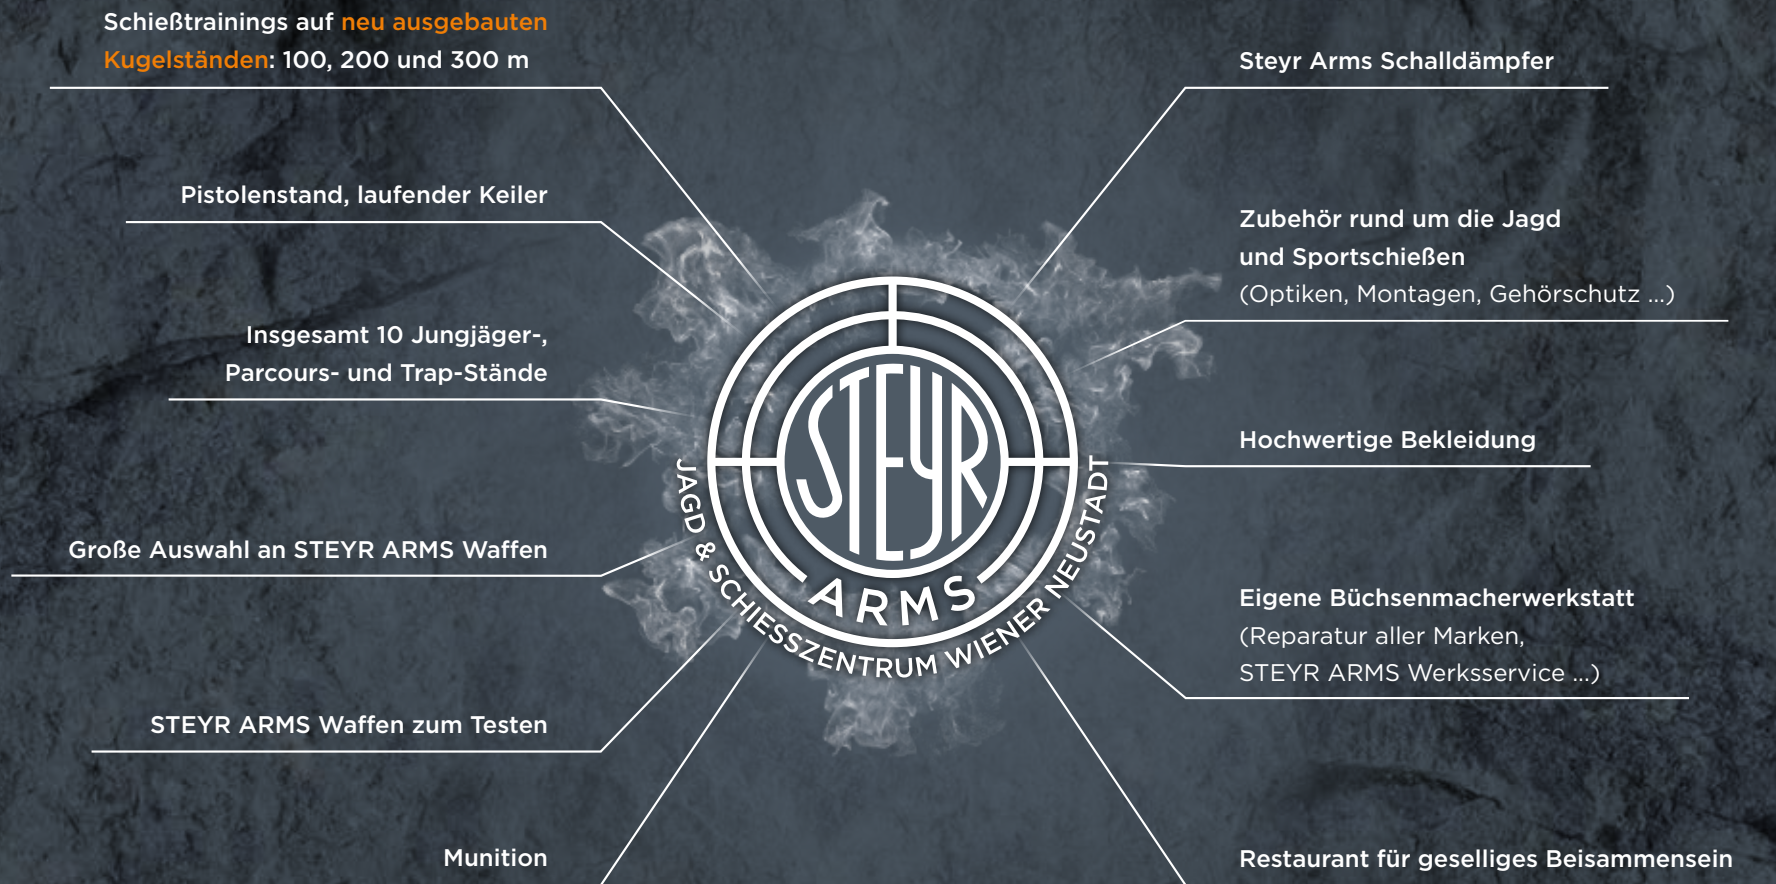 Schießtrainings auf neu ausgebauten
Kugelständen: 100, 200 und 300 m
Pistolenstand, laufender Keiler
Insgesamt 10 Jungjäger-,
Parcours- und Trap-Stände
Große Auswahl an STEYR ARMS Waffen
STEYR ARMS Waffen zum Testen
Munition
STEYR
ARMS
JAGD & SCHIESSZENTRUM WIENER NEUSTADT
Steyr Arms Schalldämpfer
Zubehör rund um die Jagd
und Sportschießen
(Optiken, Montagen, Gehörschutz ...)
Hochwertige Bekleidung
Eigene Büchsenmacherwerkstatt
(Reparatur aller Marken,
STEYR ARMS Werksservice ...)
Restaurant für geselliges Beisammensein